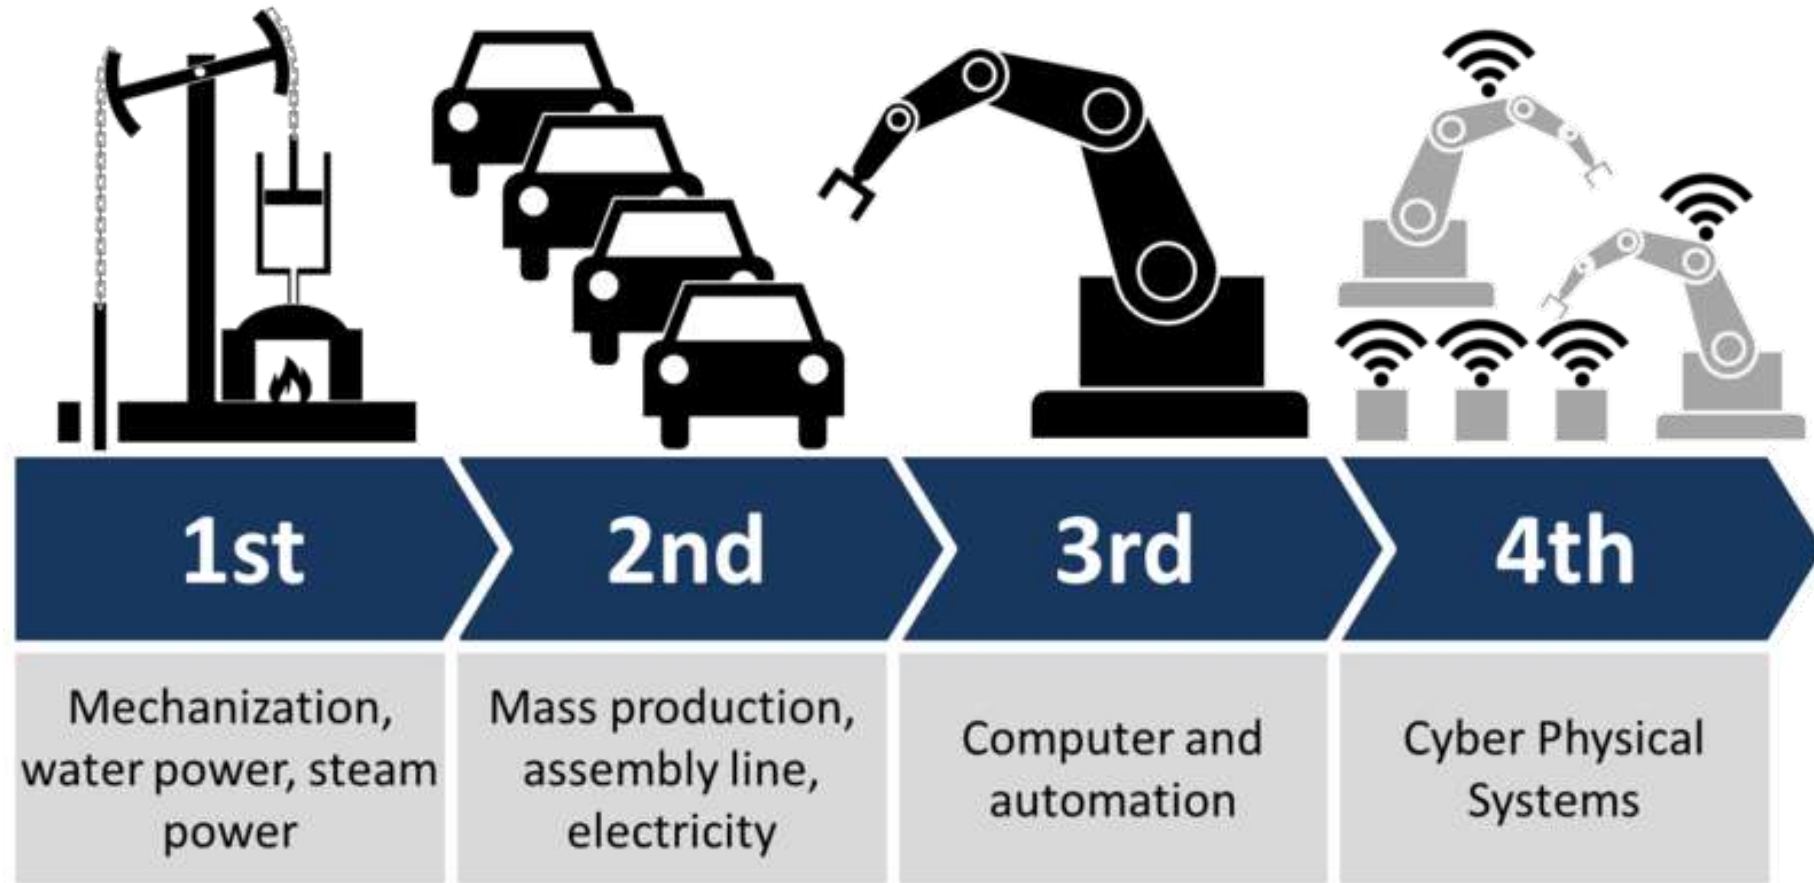 1st
2nd
3rd
4th
Mechanization,
water power, steam
power
Mass production,
assembly line,
electricity
Computer and
automation
Cyber Physical
Systems